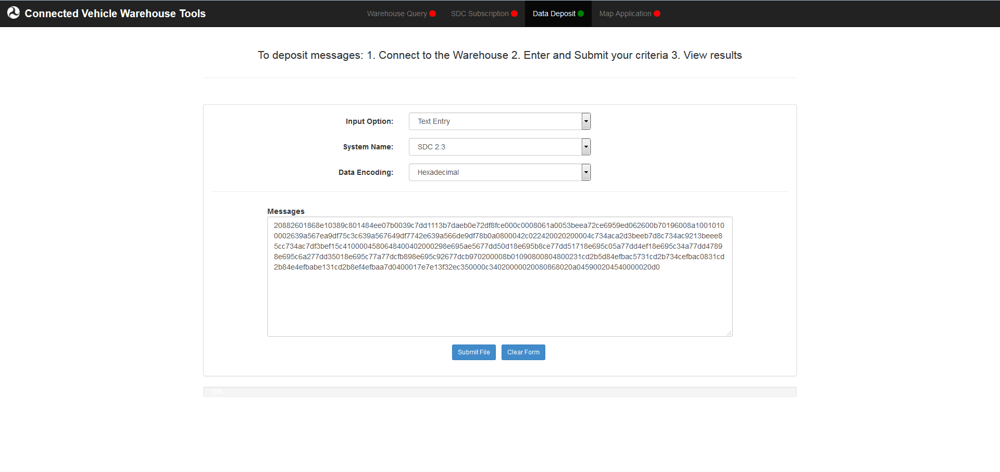 Connected Vehicle Warehouse Tools
Warehouse Query
SDC Subscription
Data Deposit
Map Application
To deposit messages: 1. Connect to the Warehouse 2. Enter and Submit your criteria 3. View results
Input Option:
Text Entry
System Name:
SDC 2.3
Data Encoding:
Hexadecimal
Messages
20882601868e10389c801484ee07b0039c7dd1113b7daeb0e72df8fce000c0008061a0053beea72ce6959ed062600b70196008a1001010
0002639a567ea9df75c3c639a567649df7742e639a566de9df78b0a0800042c022420020200004c734aca2d3beeb7d8c734ac9213beee8
5cc734ac7df3bef15c4100004580648400402000298e695ae5677dd50d18e695b8ce77dd51718e695c05a77dd4ef18e695c34a77dd4789
8e695c6a277dd35018e695c77a77dcfb898e695c92677dcb970200008b01090800804800231cd2b5d84efbac5731cd2b734cefbac0831cd
2b84e4efbabe131cd2b8ef4efbaa7d0400017e7e13f32ec350000c34020000020080868020a045900204540000020d0
Submit File
Clear Form
0%